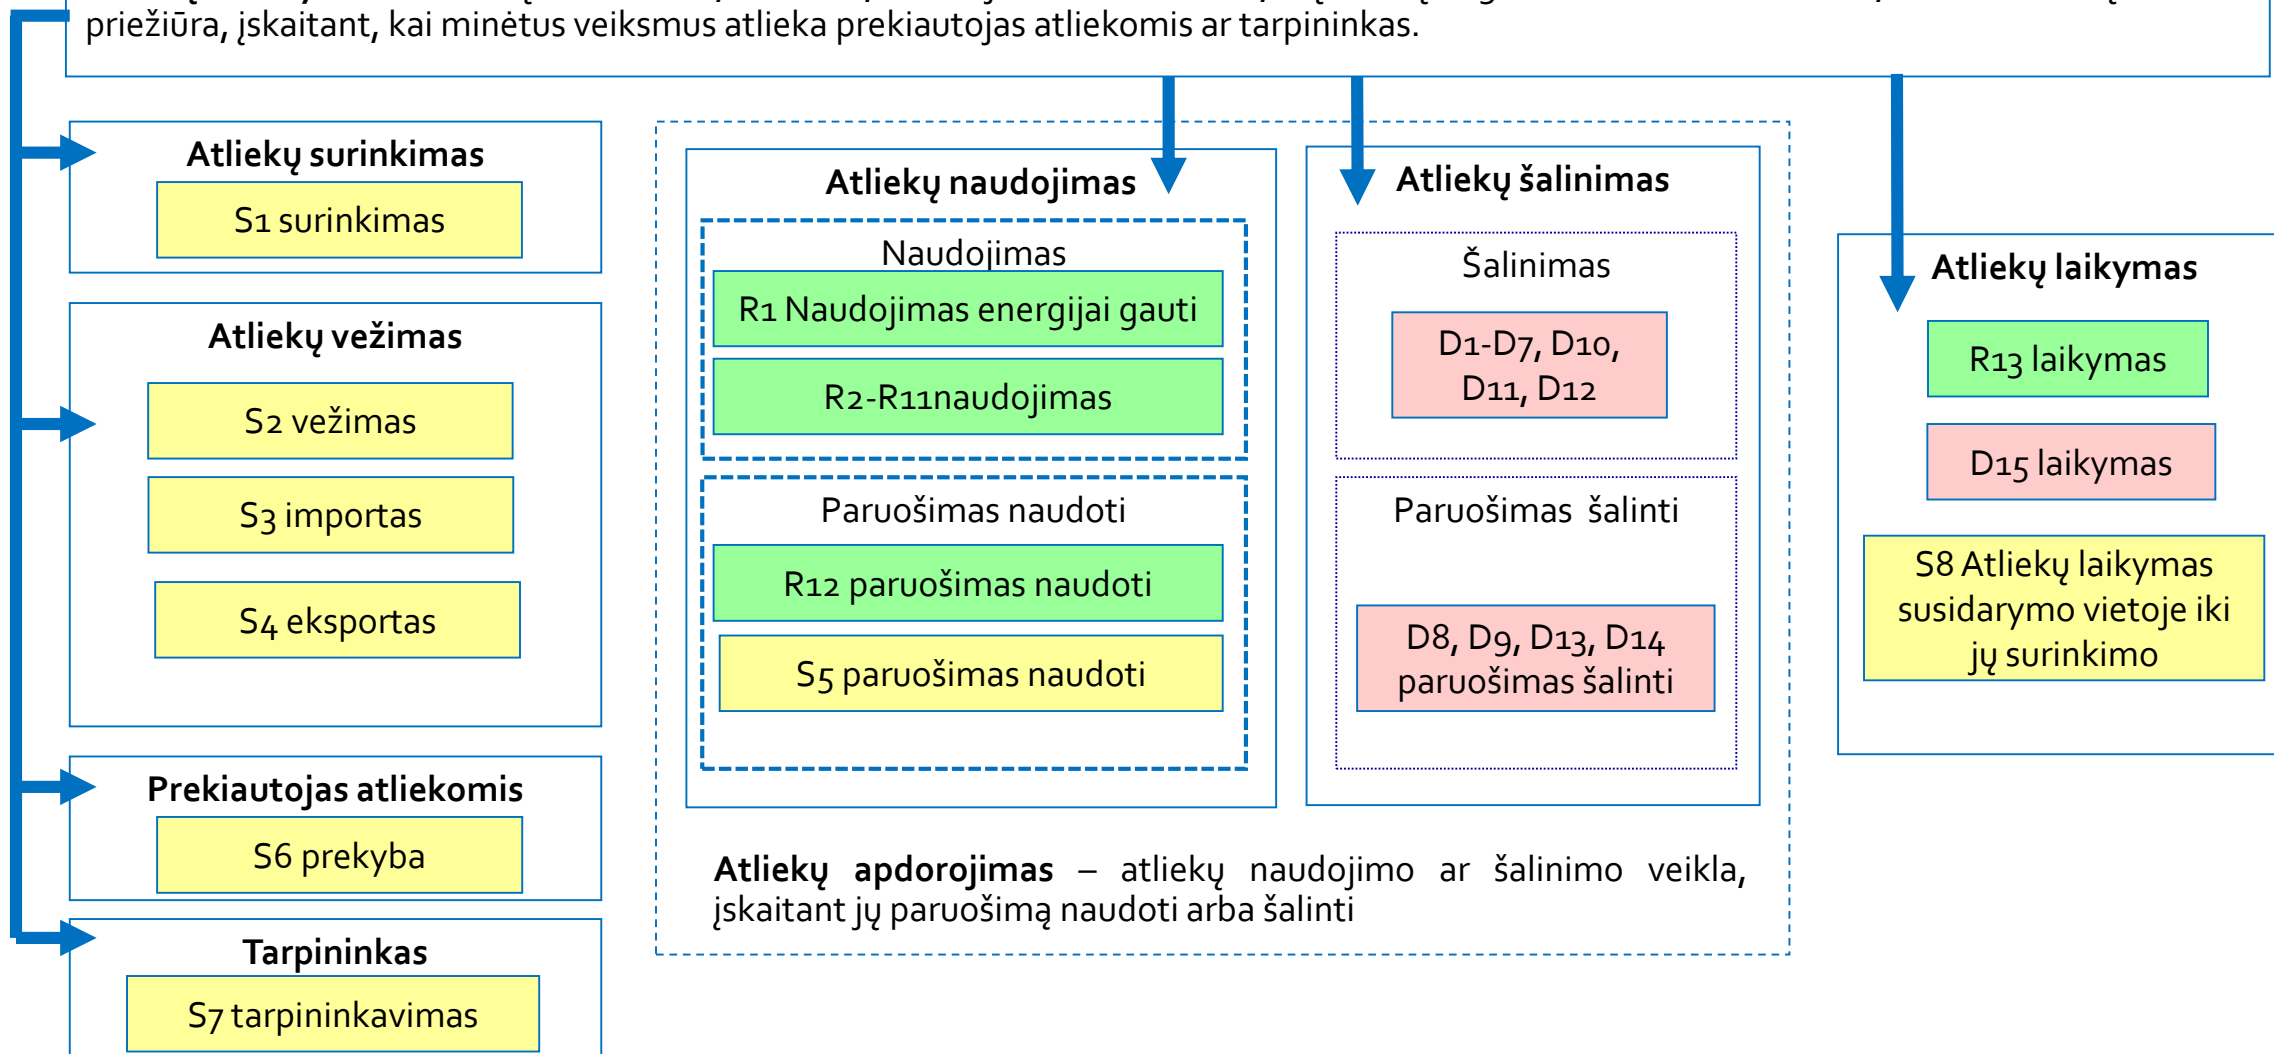 priežiūra, įskaitant, kai minėtus veiksmus atlieka prekiautojas atliekomis ar tarpininkas.
Atliekų surinkimas
S1 surinkimas
Atliekų vežimas
S2 vežimas
S3 importas
S4 eksportas
Prekiautojas atliekomis
S6 prekyba
Tarpininkas
S7 tarpininkavimas
Atliekų naudojimas
Naudojimas
R1 Naudojimas energijai gauti
R2-R11naudojimas
Paruošimas naudoti
R12 paruošimas naudoti
S5 paruošimas naudoti
Atliekų šalinimas
Šalinimas
D1-D7, D10,
D11, D12
Paruošimas šalinti
D8, D9, D13, D14
paruošimas šalinti
Atliekų apdorojimas – atliekų naudojimo ar šalinimo veikla,
įskaitant jų paruošimą naudoti arba šalinti
Atliekų laikymas
R13 laikymas
D15 laikymas
S8 Atliekų laikymas
susidarymo vietoje iki
jų surinkimo